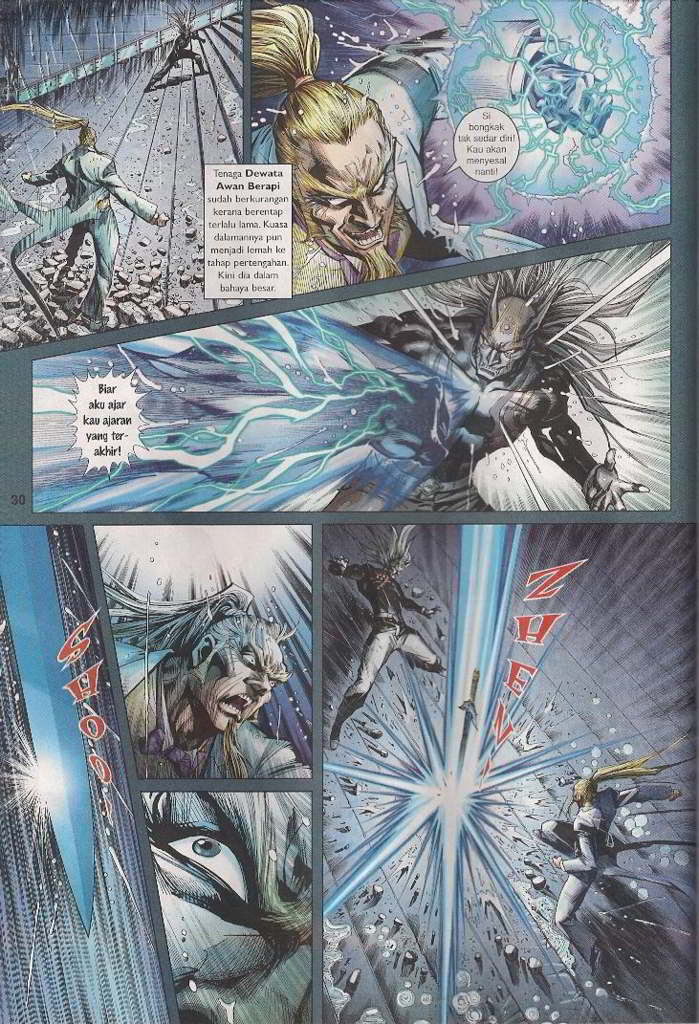 Tenaga Dewata
Awan Berapi
sudah berkurangan
kerana berentap
terlalu lama. Kuasa
dalamannya pun
menjadi lemah ke
tahap pertengahan.
Kini dia dalam
bahaya besar.
Si
bongkak
tak sedar diri!
Kau akan
menyesal
nanti!
Biar
aku ajar
kau ajaran
yang ter-
akhir!
30
SHOO!
ZHEN!